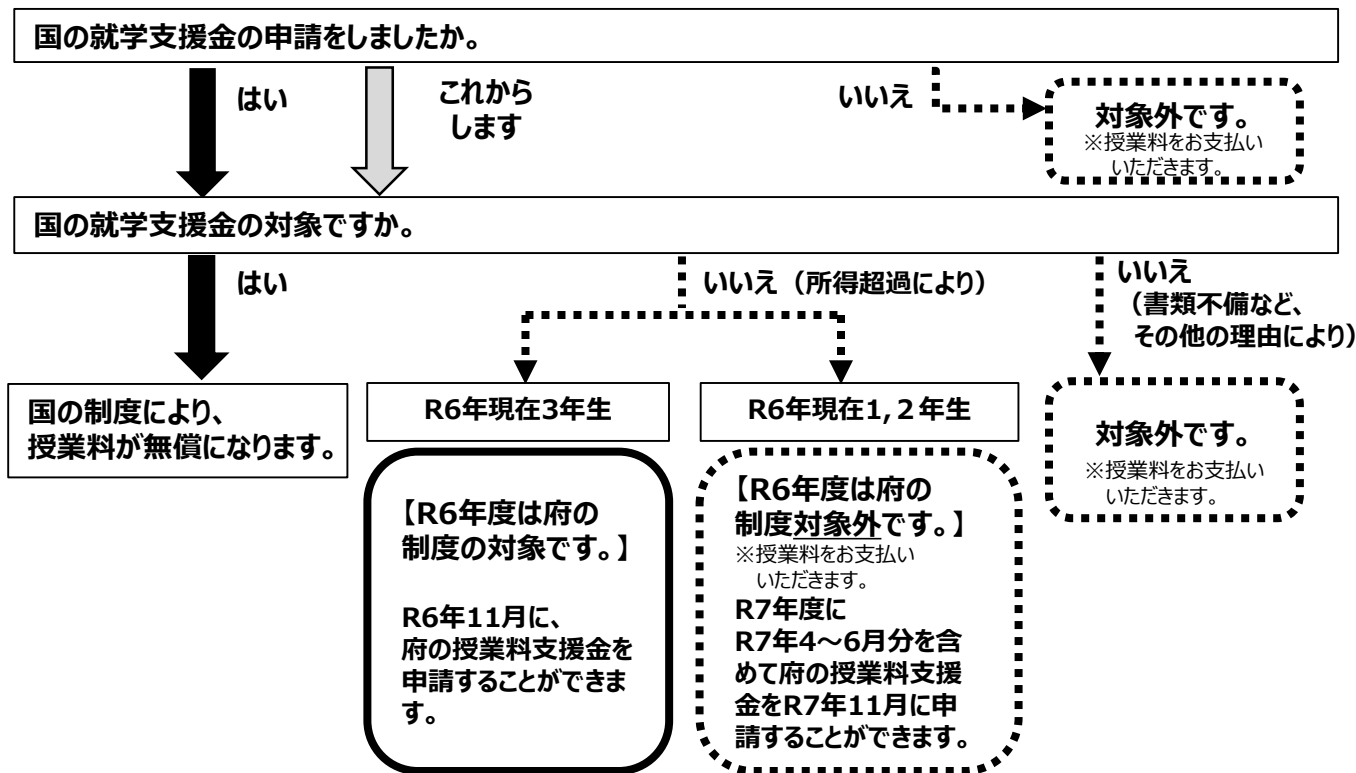 国の就学支援金の申請をしましたか。
はい
これから
します
いいえ
対象外です。
※授業料をお支払い
いただきます。
国の就学支援金の対象ですか。
はい
いいえ（所得超過により）
いいえ
（書類不備など、
その他の理由により）
国の制度により、
授業料が無償になります。
R6年現在3年生
【R6年度は府の
制度の対象です。】
R6年11月に、
府の授業料支援金を
申請することができま
す。
R6年現在1,２年生
【R6年度は府の
制度対象外です。】
※授業料をお支払い
いただきます。
R7年度に
R7年4～6月分を含
めて府の授業料支援
金をR7年11月に申
請することができます。
対象外です。
※授業料をお支払い
いただきます。